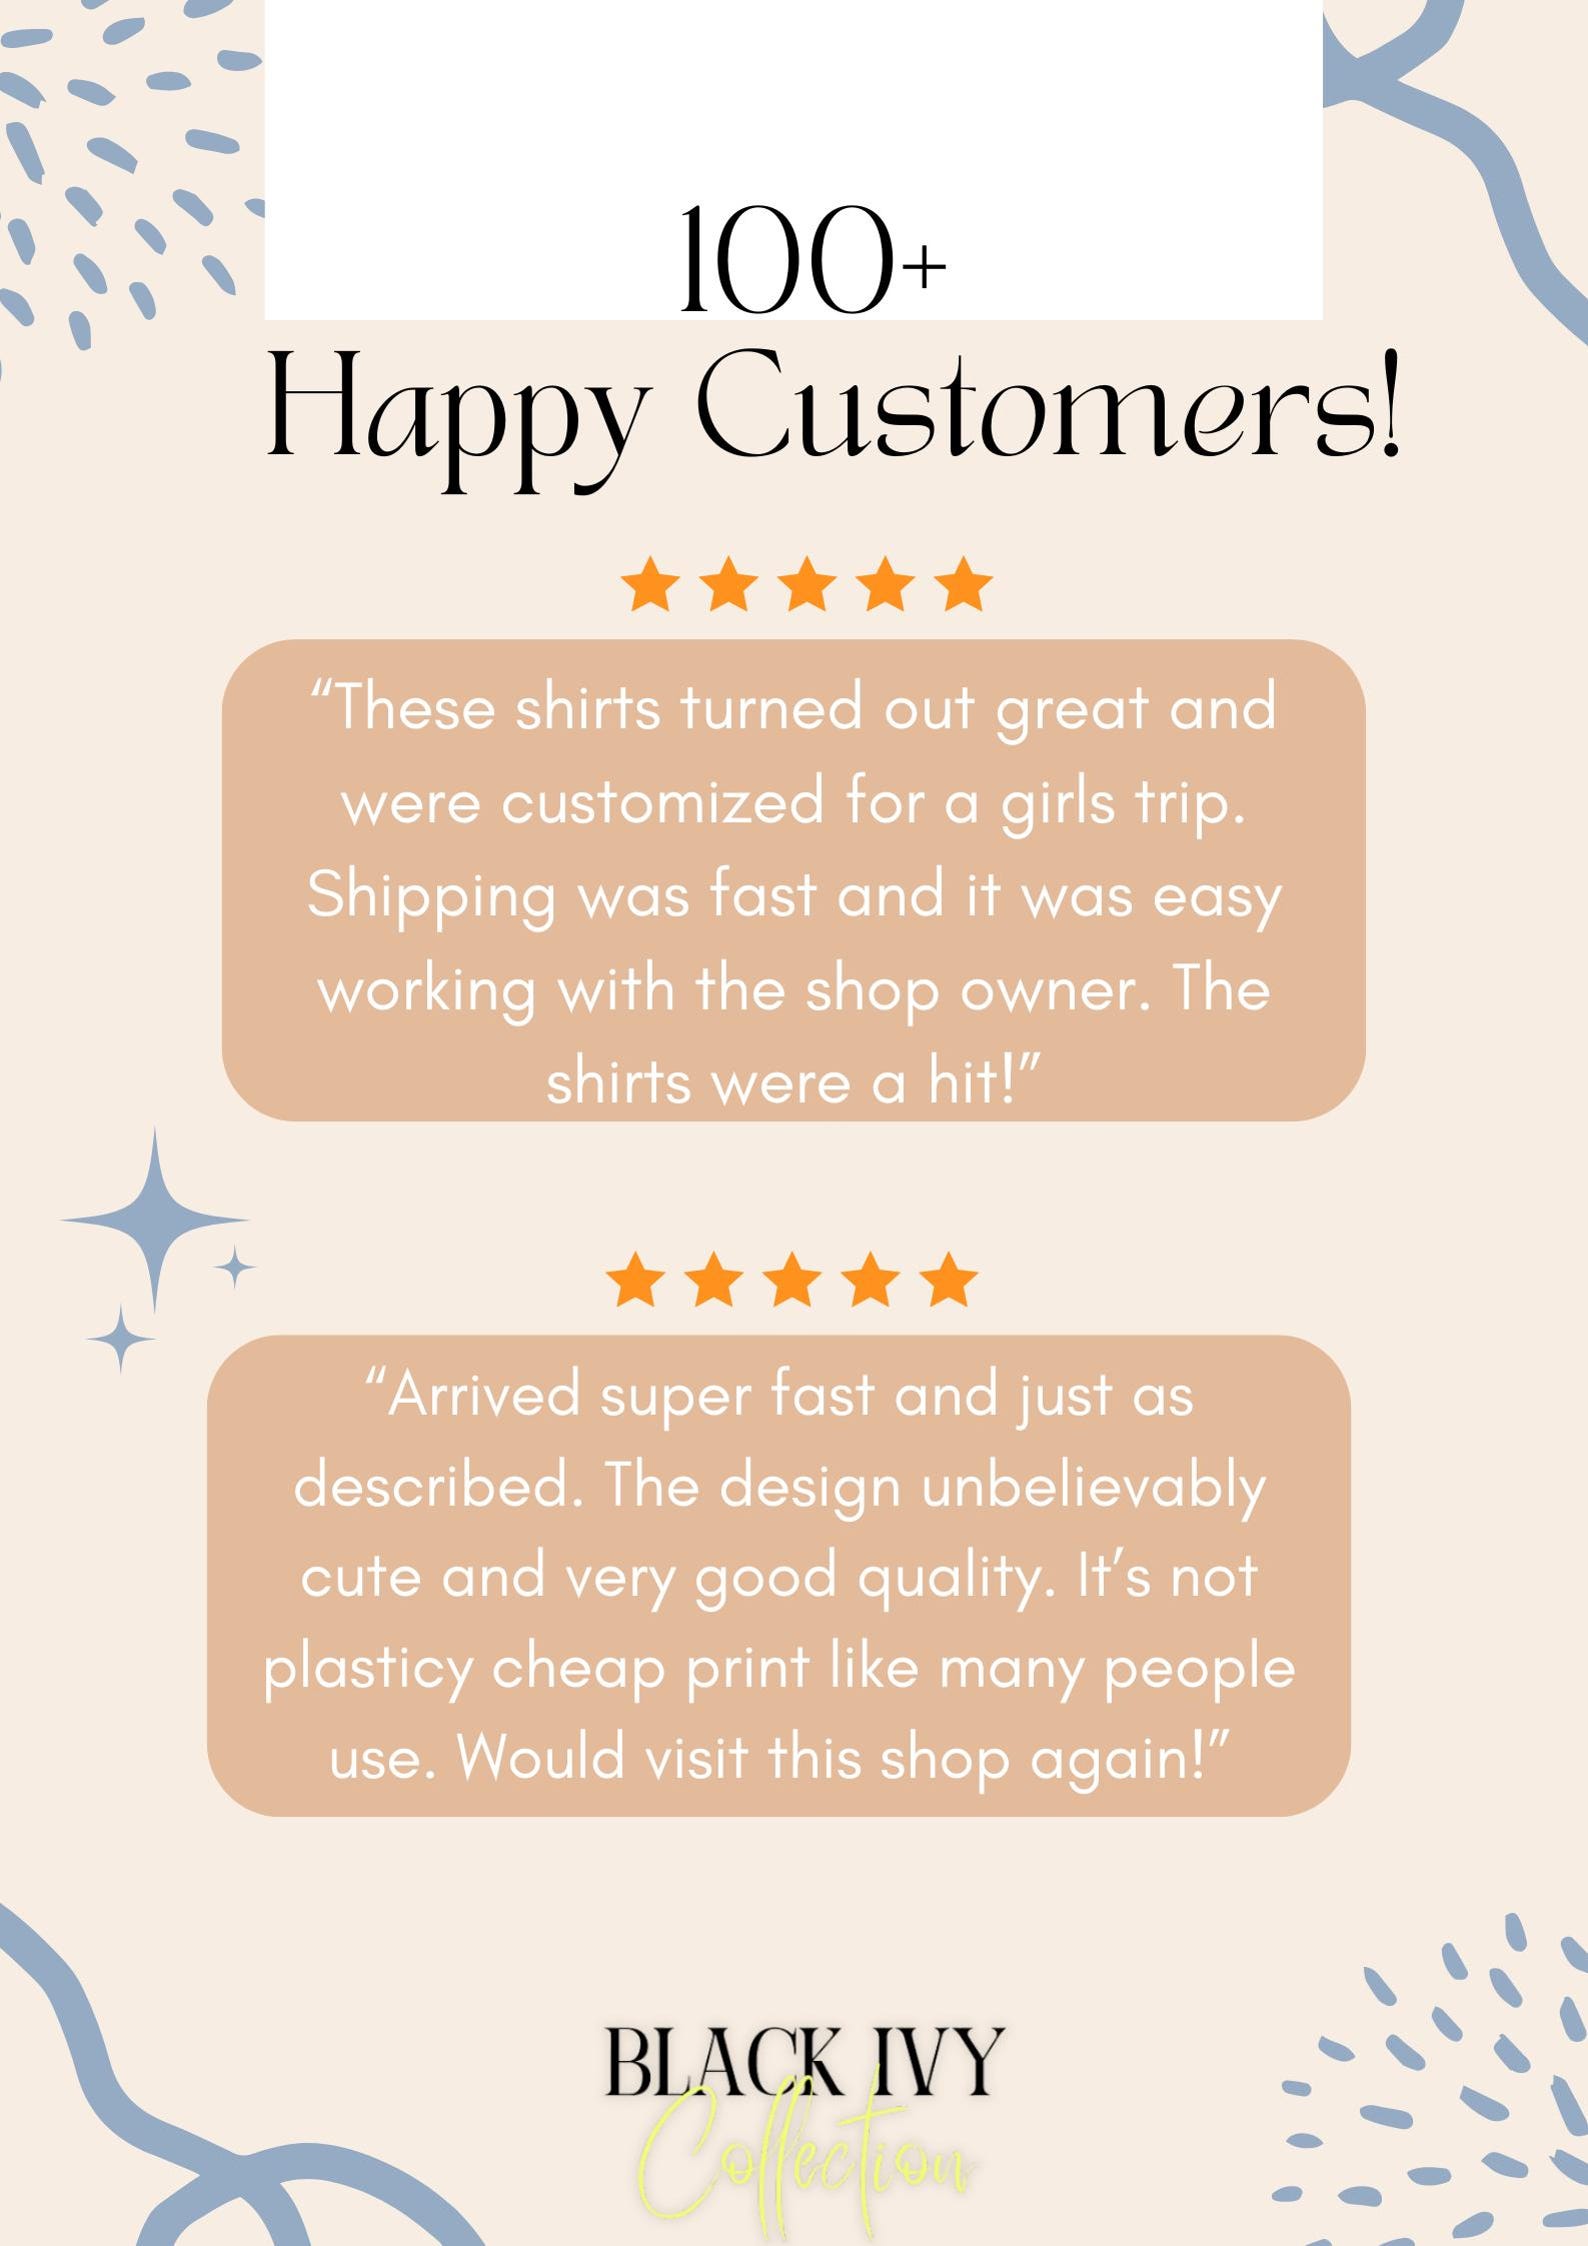 100+
Happy Customers!
“These shirts turned out great and
were customized for a girls trip.
Shipping was fast and it was easy
working with the shop owner. The
shirts were a hit!”
“Arrived super fast and just as
described. The design unbelievably
cute and very good quality. It’s not
plasticy cheap print like many people
use. Would visit this shop again!”
BLACK IVY
Collection